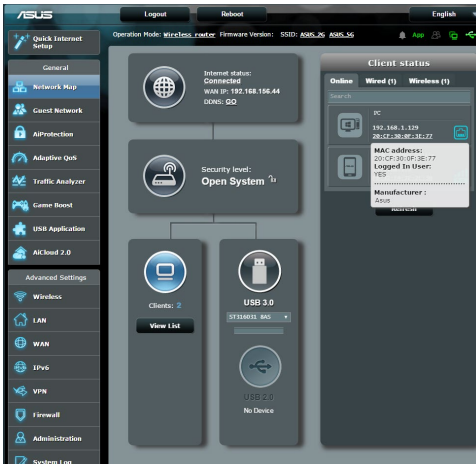 ASUS
Logout
Reboot
English
Quick Internet
Setup
Operation Mode: Wireless router Firmware Version: SSID: ASUS_26 ASUS_5G
App
General
Network Map
Guest Network
AiProtection
Adaptive QoS
Traffic Analyzer
Game Boost
USB Application
AiCloud 2.0
Advanced Settings
Wireless
LAN
WAN
IPv6
VPN
Firewall
Administration
System Log
Internet status:
Connected
WAN IP: 192.168.156.44
DDNS: GO
Security level:
Open System
Clients: 2
View List
USB 3.0
ST316031 8AS
USB 2.0
No Device
Client status
Online Wired (1) Wireless (1)
Search
PC
192.168.1.129
20:CF:30:0F:3E:77
MAC address:
20:CF:30:0F:3E:77
Logged In User:
YES
Manufacturer :
Asus
Refresh